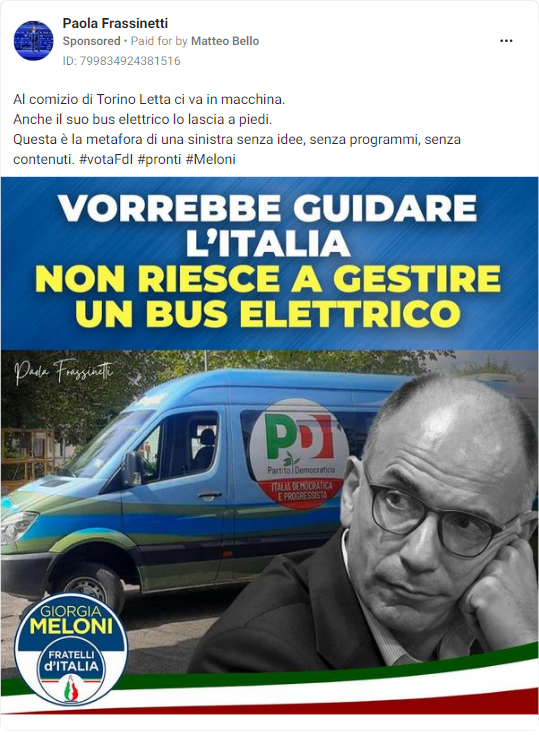 Paola Frassinetti
Sponsored • Paid for by Matteo Bello
ID: 799834924381516
Al comizio di Torino Letta ci va in macchina.
Anche il suo bus elettrico lo lascia a piedi.
Questa è la metafora di una sinistra senza idee, senza programmi, senza
contenuti. #votaFdI #pronti #Meloni
VORREBBE GUIDARE
L'ITALIA
NON RIESCE A GESTIRE
UN BUS ELETTRICO
Paola Frassinetti
PD
Partito Democratico
ITALIA DEMOCRATICA
E PROGRESSISTA
GIORGIA
MELONI
FRATELLI
d'ITALIA